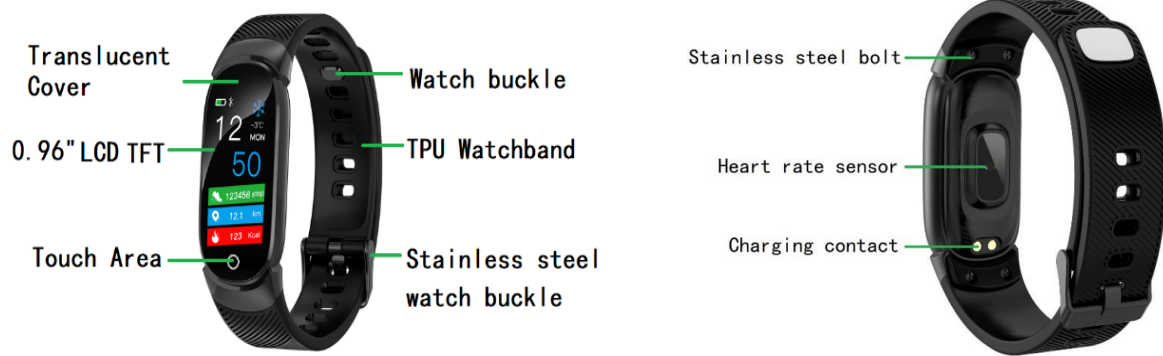 Translucent
Cover
0.96"LCD TFT
Touch Area
Watch buckle
TPU Watchband
Stainless steel
watch buckle
12
-3℃
MON
50
123456 step
12.1 km
123 Kcal
Stainless steel bolt
Heart rate sensor
Charging contact